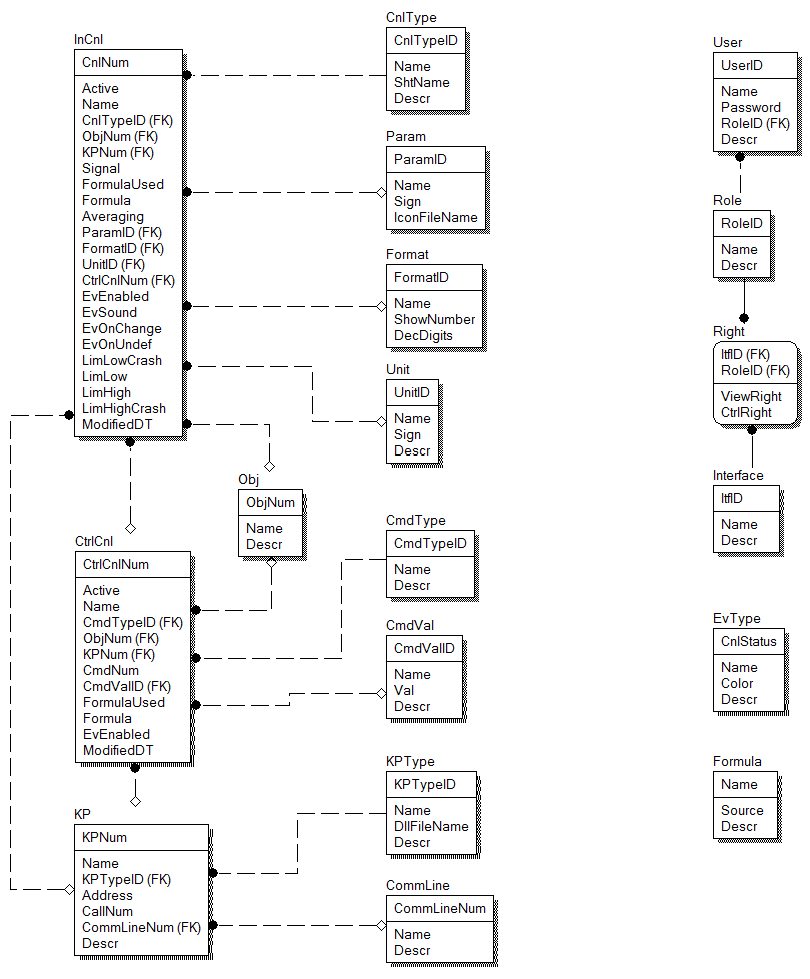 InCnl
CnlNum
Active
Name
CnlTypeID (FK)
ObjNum (FK)
KPNum (FK)
Signal
FormulaUsed
Formula
Averaging
ParamID (FK)
FormatID (FK)
UnitID (FK)
CtrlCnlNum (FK)
EvEnabled
EvSound
EvOnChange
EvOnUndef
LimLowCrash
LimLow
LimHigh
LimHighCrash
ModifiedDT
CtrlCnl
CtrlCnlNum
Active
Name
CmdTypeID (FK)
ObjNum (FK)
KPNum (FK)
CmdNum
CmdValID (FK)
FormulaUsed
Formula
EvEnabled
ModifiedDT
KP
KPNum
Name
KPTypeID (FK)
Address
CallNum
CommLineNum (FK)
Descr
Obj
ObjNum
Name
Descr
CnlType
CnlTypeID
Name
ShtName
Descr
Param
ParamID
Name
Sign
IconFileName
Format
FormatID
Name
ShowNumber
DecDigits
Unit
UnitID
Name
Sign
Descr
CmdType
CmdTypeID
Name
Descr
CmdVal
CmdValID
Name
Val
Descr
KPType
KPTypeID
Name
DllFileName
Descr
CommLine
CommLineNum
Name
Descr
User
UserID
Name
Password
RoleID (FK)
Descr
Role
RoleID
Name
Descr
Right
ItfID (FK)
RoleID (FK)
ViewRight
CtrlRight
Interface
ItfID
Name
Descr
EvType
CnlStatus
Name
Color
Descr
Formula
Name
Source
Descr